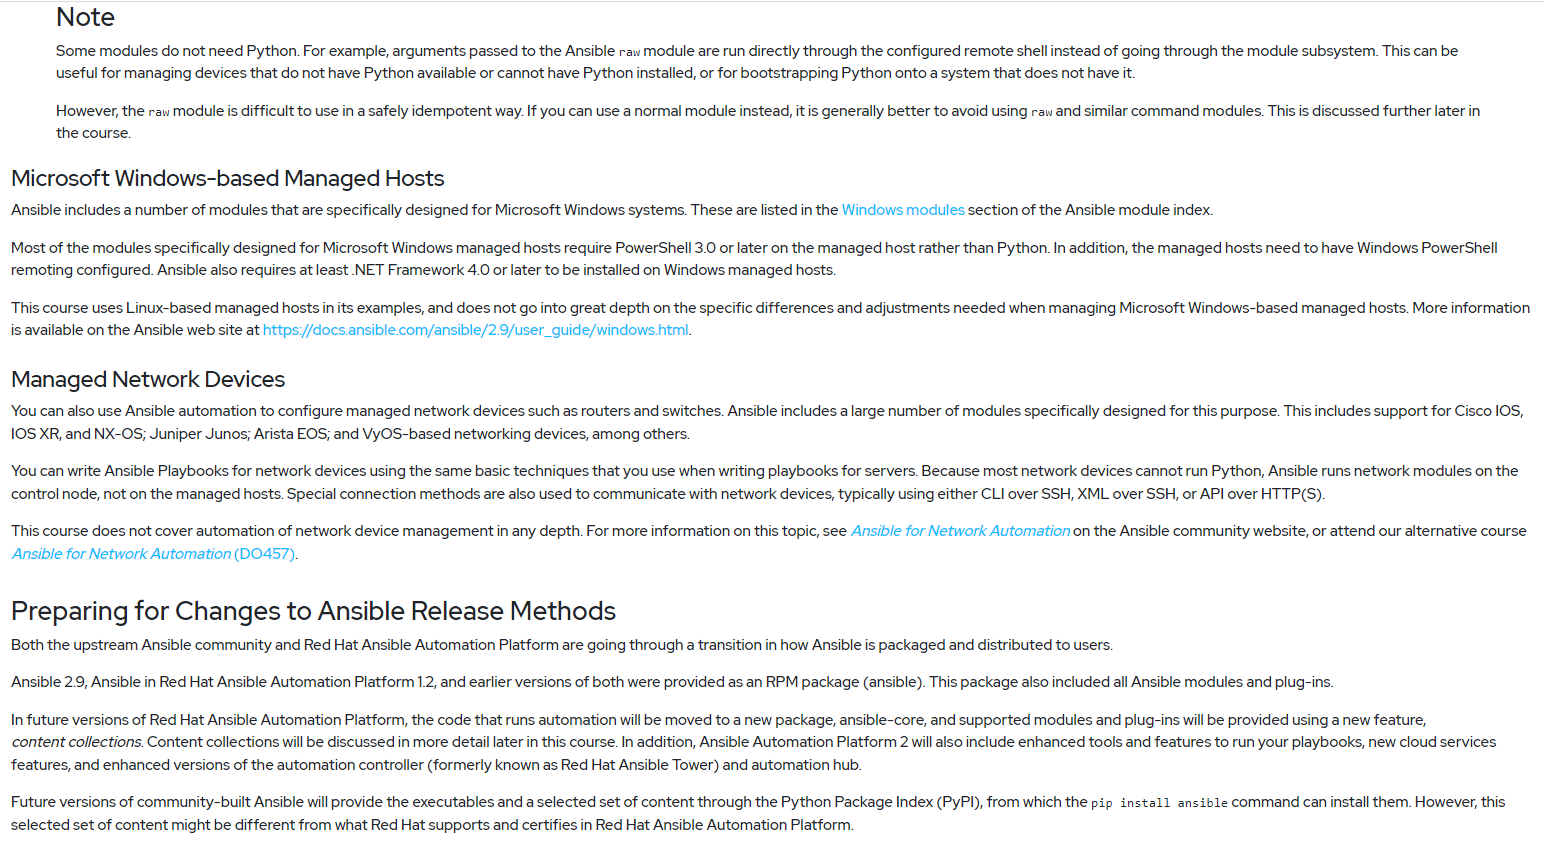 Note
Some modules do not need Python. For example, arguments passed to the Ansible raw module are run directly through the configured remote shell instead of going through the module subsystem. This can be
useful for managing devices that do not have Python available or cannot have Python installed, or for bootstrapping Python onto a system that does not have it.
However, the raw module is difficult to use in a safely idempotent way. If you can use a normal module instead, it is generally better to avoid using raw and similar command modules. This is discussed further later in
the course.
Microsoft Windows-based Managed Hosts
Ansible includes a number of modules that are specifically designed for Microsoft Windows systems. These are listed in the Windows modules section of the Ansible module index.
Most of the modules specifically designed for Microsoft Windows managed hosts require PowerShell 3.0 or later on the managed host rather than Python. In addition, the managed hosts need to have Windows PowerShell
remoting configured. Ansible also requires at least .NET Framework 4.0 or later to be installed on Windows managed hosts.
This course uses Linux-based managed hosts in its examples, and does not go into great depth on the specific differences and adjustments needed when managing Microsoft Windows-based managed hosts. More information
is available on the Ansible web site at https://docs.ansible.com/ansible/2.9/user_guide/windows.html.
Managed Network Devices
You can also use Ansible automation to configure managed network devices such as routers and switches. Ansible includes a large number of modules specifically designed for this purpose. This includes support for Cisco IOS,
IOS XR, and NX-OS; Juniper Junos; Arista EOS; and VyOS-based networking devices, among others.
You can write Ansible Playbooks for network devices using the same basic techniques that you use when writing playbooks for servers. Because most network devices cannot run Python, Ansible runs network modules on the
control node, not on the managed hosts. Special connection methods are also used to communicate with network devices, typically using either CLI over SSH, XML over SSH, or API over HTTP(S).
This course does not cover automation of network device management in any depth. For more information on this topic, see Ansible for Network Automation on the Ansible community website, or attend our alternative course
Ansible for Network Automation (DO457).
Preparing for Changes to Ansible Release Methods
Both the upstream Ansible community and Red Hat Ansible Automation Platform are going through a transition in how Ansible is packaged and distributed to users.
Ansible 2.9, Ansible in Red Hat Ansible Automation Platform 1.2, and earlier versions of both were provided as an RPM package (ansible). This package also included all Ansible modules and plug-ins.
In future versions of Red Hat Ansible Automation Platform, the code that runs automation will be moved to a new package, ansible-core, and supported modules and plug-ins will be provided using a new feature,
content collections. Content collections will be discussed in more detail later in this course. In addition, Ansible Automation Platform 2 will also include enhanced tools and features to run your playbooks, new cloud services
features, and enhanced versions of the automation controller (formerly known as Red Hat Ansible Tower) and automation hub.
Future versions of community-built Ansible will provide the executables and a selected set of content through the Python Package Index (PyPI), from which the pip install ansible command can install them. However, this
selected set of content might be different from what Red Hat supports and certifies in Red Hat Ansible Automation Platform.